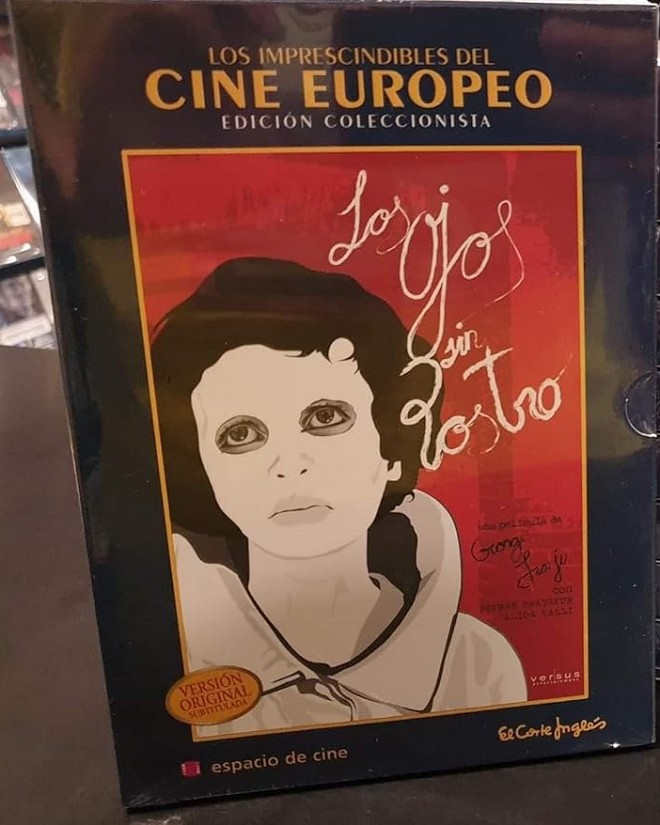 LOS IMPRESCINDIBLES DEL
CINE EUROPEO
EDICIÓN COLECCIONISTA
Los Ojos
sin
Rostro
una película de
Georges
Franju
CON
PIERRE BRASSEUR
ALIDA VALLI
VERSIÓN
ORIGINAL
SUBTITULADA
versus
entertainment
El Corte Inglés
espacio de cine